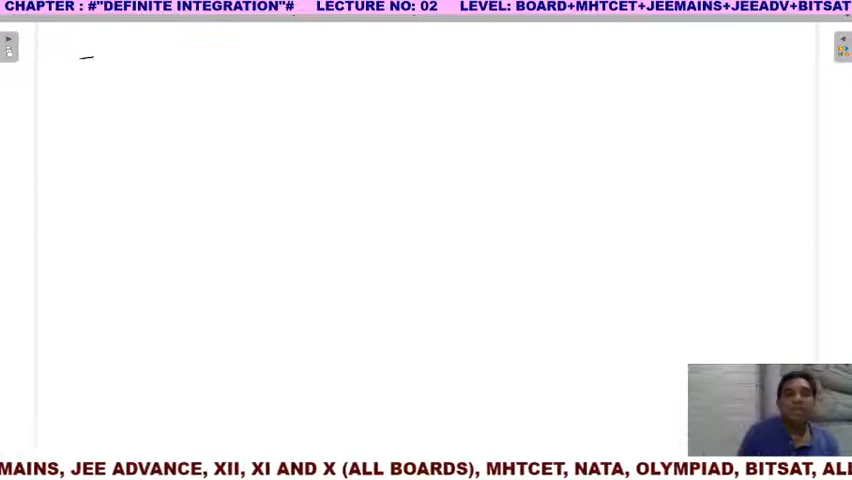 CHAPTER : #"DEFINITE INTEGRATION"# LECTURE NO: 02 LEVEL: BOARD+MHTCET+JEEMAINS+JEEADV+BITSAT
MAINS, JEE ADVANCE, XII, XI AND X (ALL BOARDS), MHTCET, NATA, OLYMPIAD, BITSAT, ALL